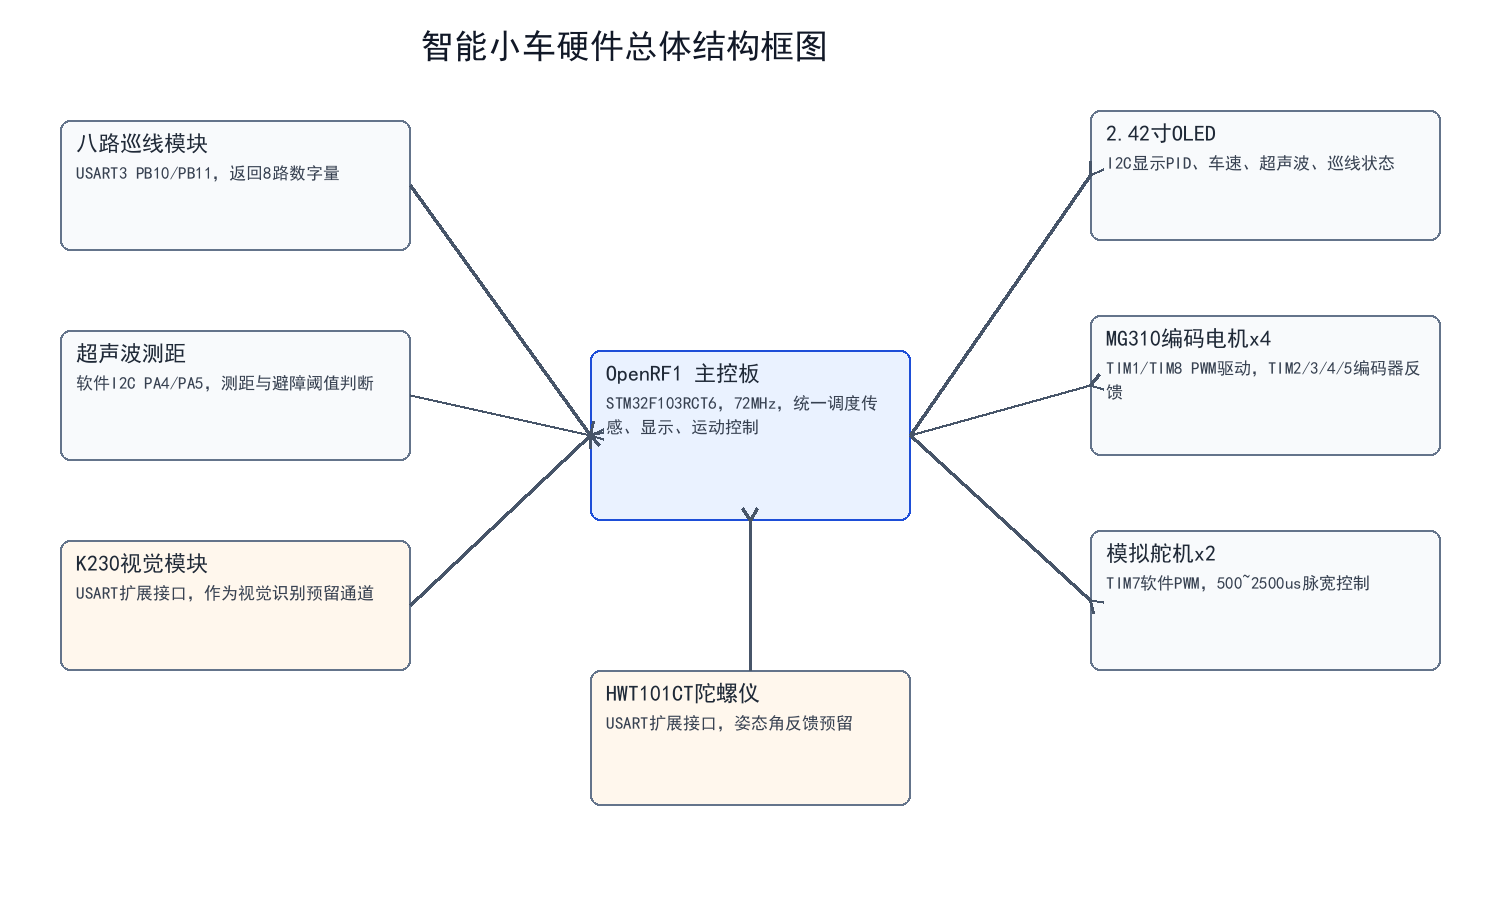 智能小车硬件总体结构框图
八路巡线模块
USART3 PB10/PB11，返回8路数字量
超声波测距
软件I2C PA4/PA5，测距与避障阈值判断
K230视觉模块
USART扩展接口，作为视觉识别预留通道
OpenRF1 主控板
STM32F103RCT6，72MHz，统一调度传
感、显示、运动控制
HWT101CT陀螺仪
USART扩展接口，姿态角反馈预留
2.42寸OLED
I2C显示PID、车速、超声波、巡线状态
MG310编码电机x4
TIM1/TIM8 PWM驱动，TIM2/3/4/5编码器反
馈
模拟舵机x2
TIM7软件PWM，500~2500us脉宽控制